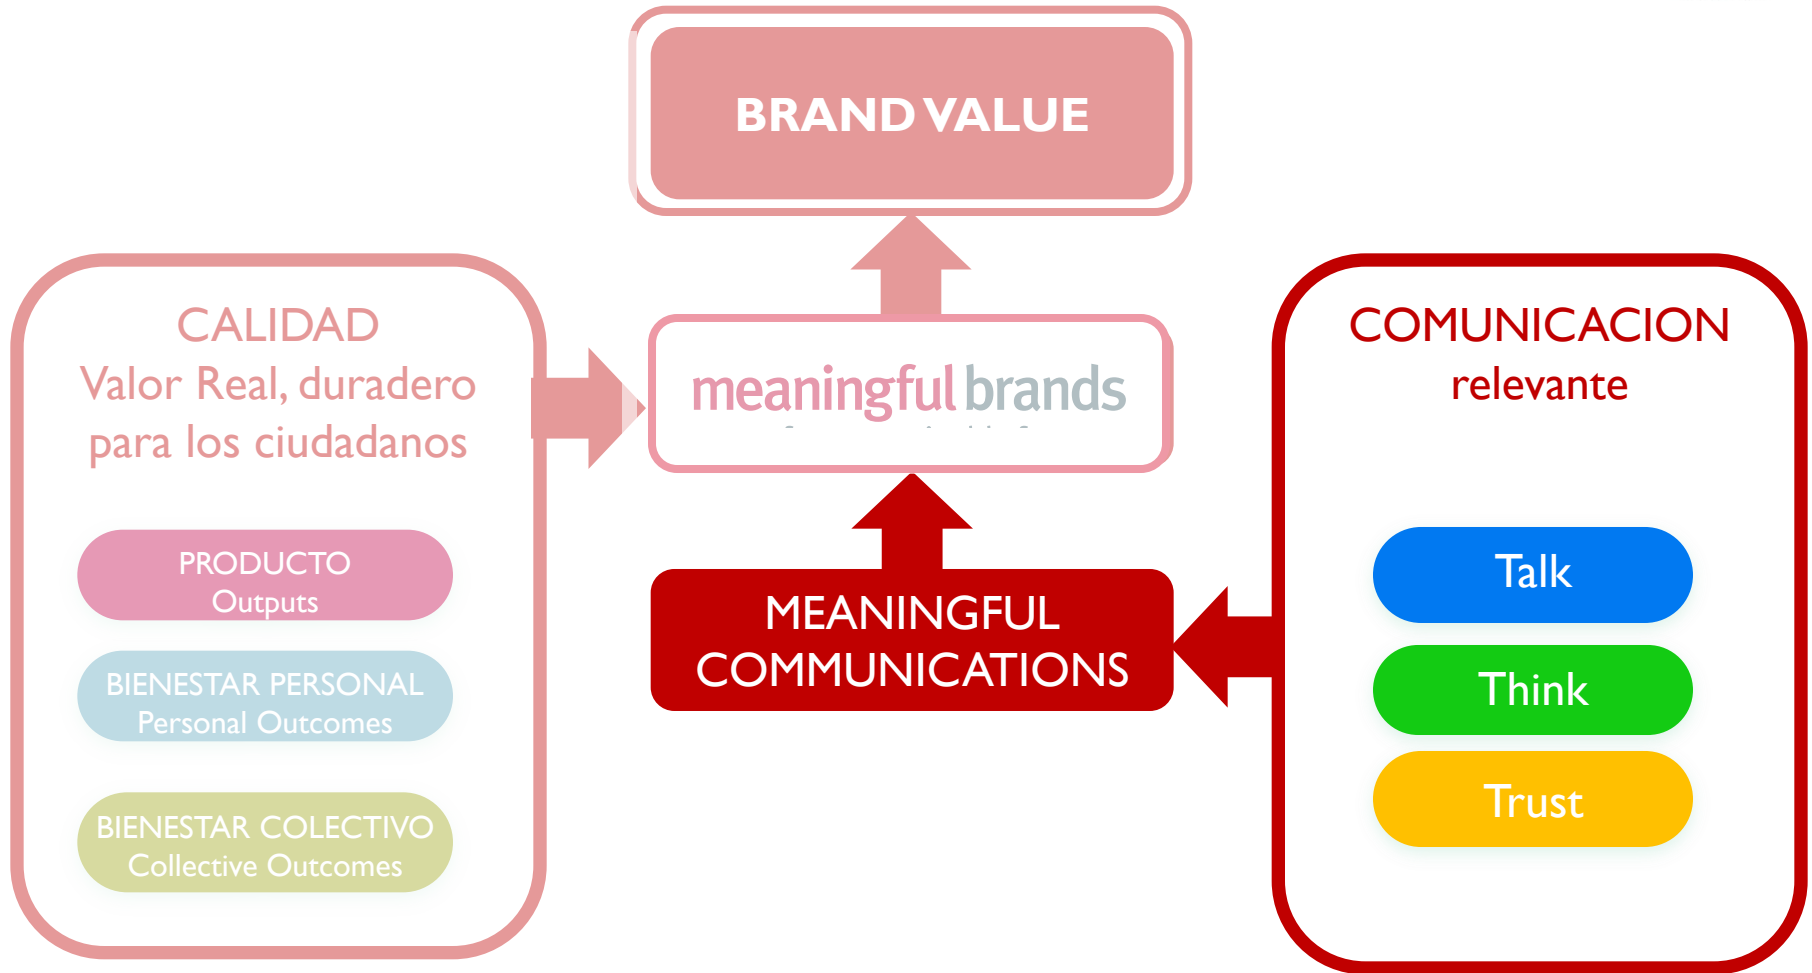 BRAND VALUE
CALIDAD
Valor Real, duradero
para los ciudadanos
PRODUCTO
Outputs
BIENESTAR PERSONAL
Personal Outcomes
BIENESTAR COLECTIVO
Collective Outcomes
meaningful brands
MEANINGFUL
COMMUNICATIONS
COMUNICACION
relevante
Talk
Think
Trust